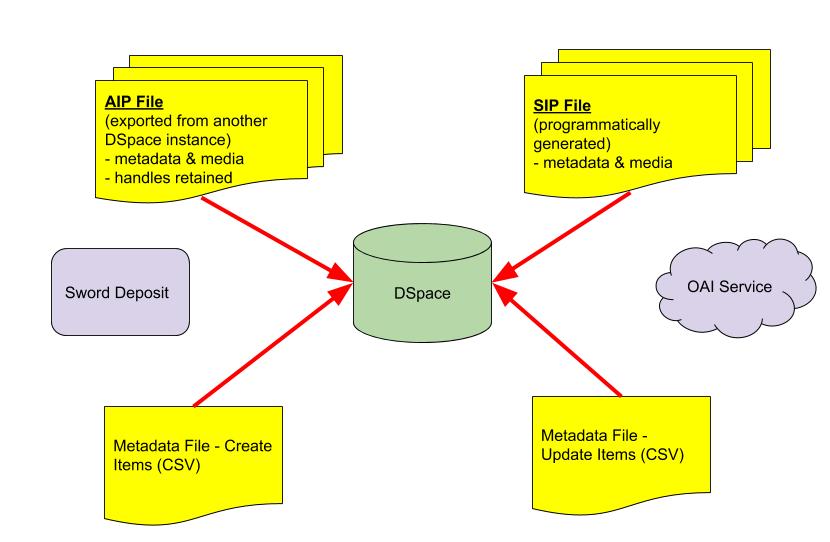 AIP File
(exported from another
DSpace instance)
- metadata & media
- handles retained
SIP File
(programmatically
generated)
- metadata & media
Sword Deposit
DSpace
OAI Service
Metadata File - Create
Items (CSV)
Metadata File -
Update Items (CSV)